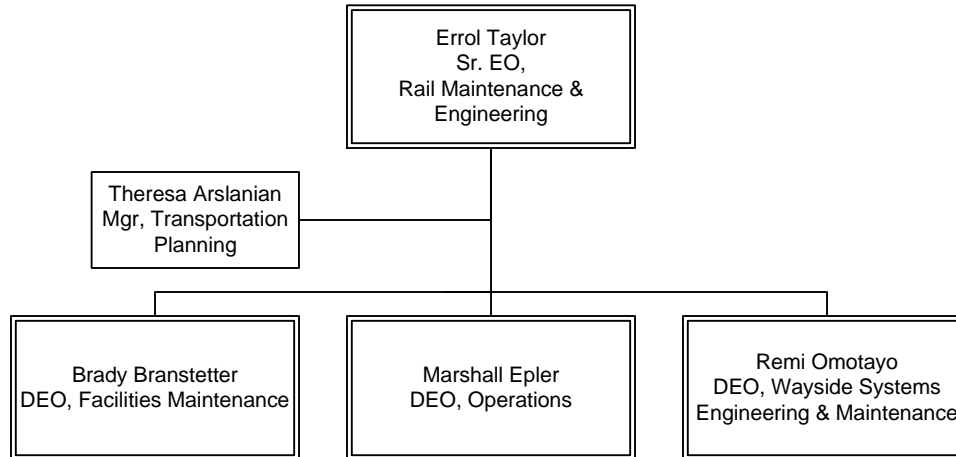 Errol Taylor
Sr. EO,
Rail Maintenance &
Engineering
Theresa Arslanian
Mgr, Transportation
Planning
Brady Branstetter
DEO, Facilities Maintenance
Marshall Epler
DEO, Operations
Remi Omotayo
DEO, Wayside Systems
Engineering & Maintenance